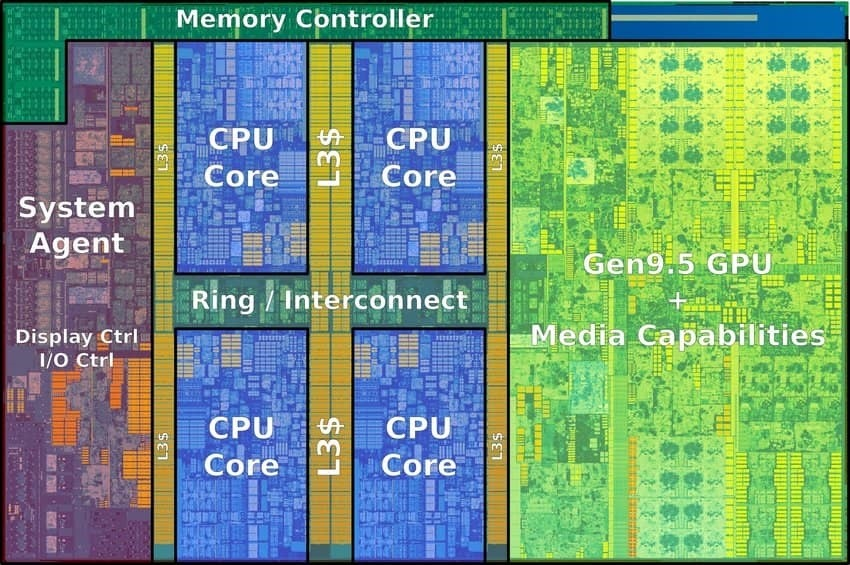 Memory Controller
L3$
CPU
Core
L3$
CPU
Core
L3$
System
Agent
Gen9.5 GPU
+
Media Capabilities
Ring / Interconnect
Display Ctrl
I/O Ctrl
L3$
CPU
Core
L3$
CPU
Core
L3$